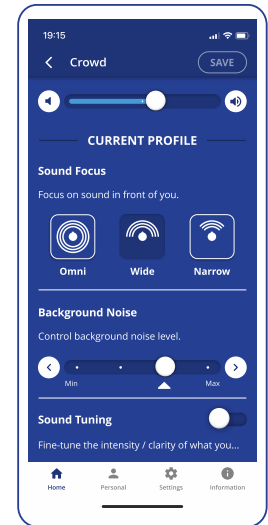 19:15
Crowd
SAVE
CURRENT PROFILE
Sound Focus
Focus on sound in front of you.
Omni
Wide
Narrow
Background Noise
Control background noise level.
Min
Max
Sound Tuning
Fine-tune the intensity / clarity of what you...
Home
Personal
Settings
Information